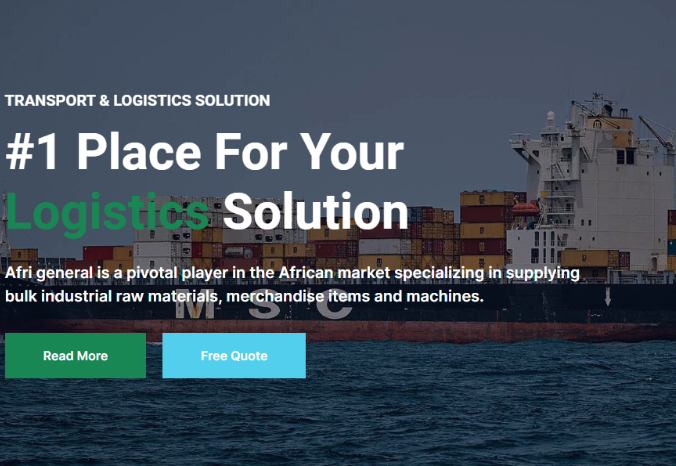 TRANSPORT & LOGISTICS SOLUTION
#1 Place For Your
Logistics Solution
Afri general is a pivotal player in the African market specializing in supplying
bulk industrial raw materials, merchandise items and machines.
M S C
Read More
Free Quote